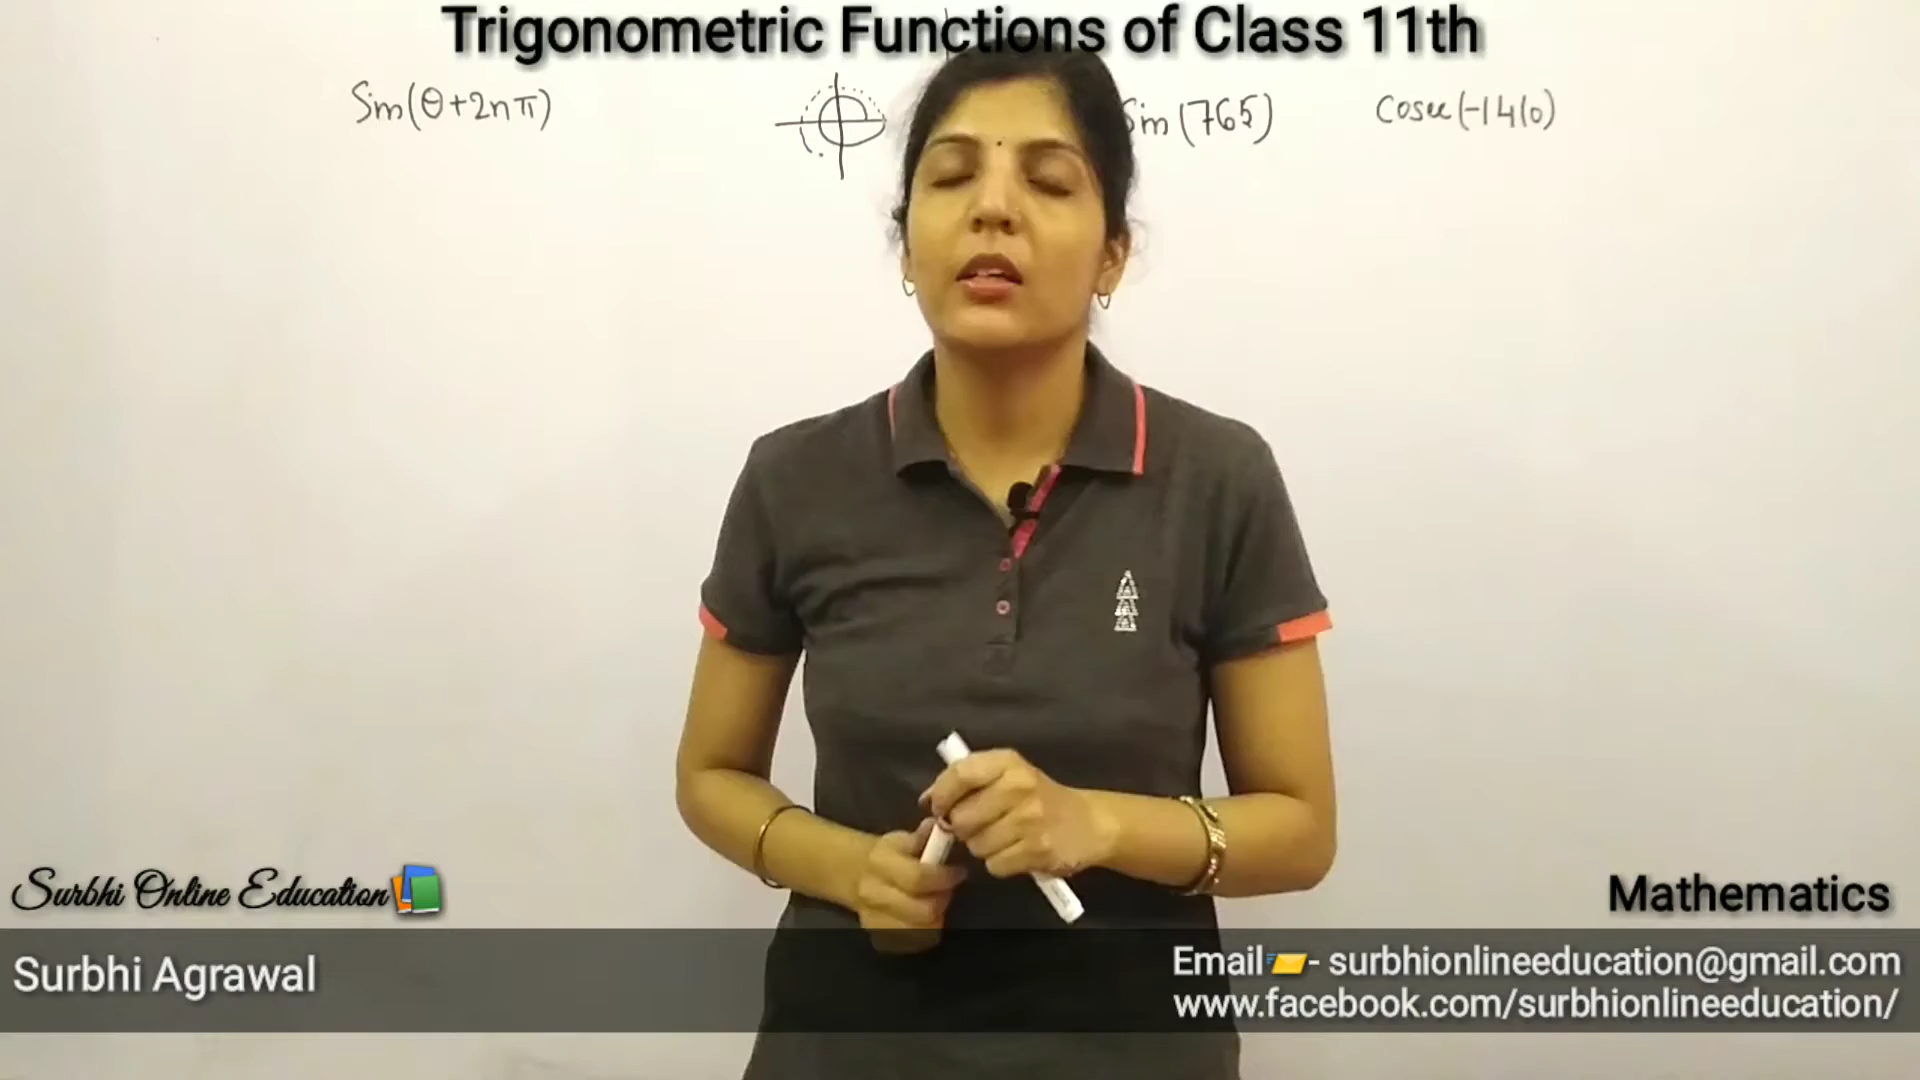 Trigonometric Functions of Class 11th
Sin(θ+2nπ)
Sin(765)
Cosec(-1410)
Surbhi Online Education
Mathematics
Surbhi Agrawal
Email - surbhionlineeducation@gmail.com
www.facebook.com/surbhionlineeducation/